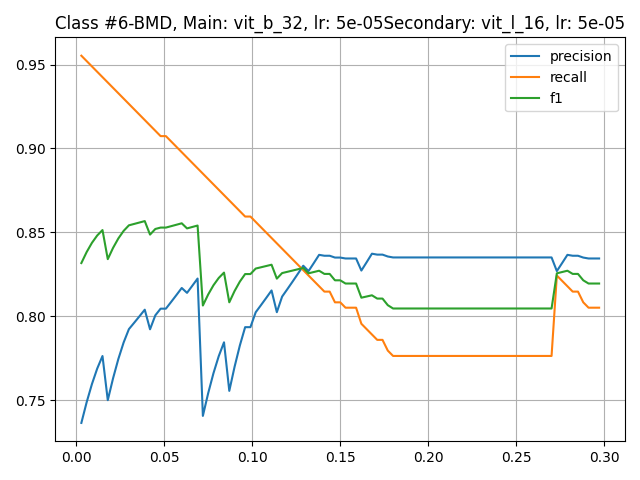 Class #6-BMD, Main: vit_b_32, lr: 5e-05Secondary: vit_l_16, lr: 5e-05
precision
recall
f1
0.95
0.90
0.85
0.80
0.75
0.00 0.05 0.10 0.15 0.20 0.25 0.30